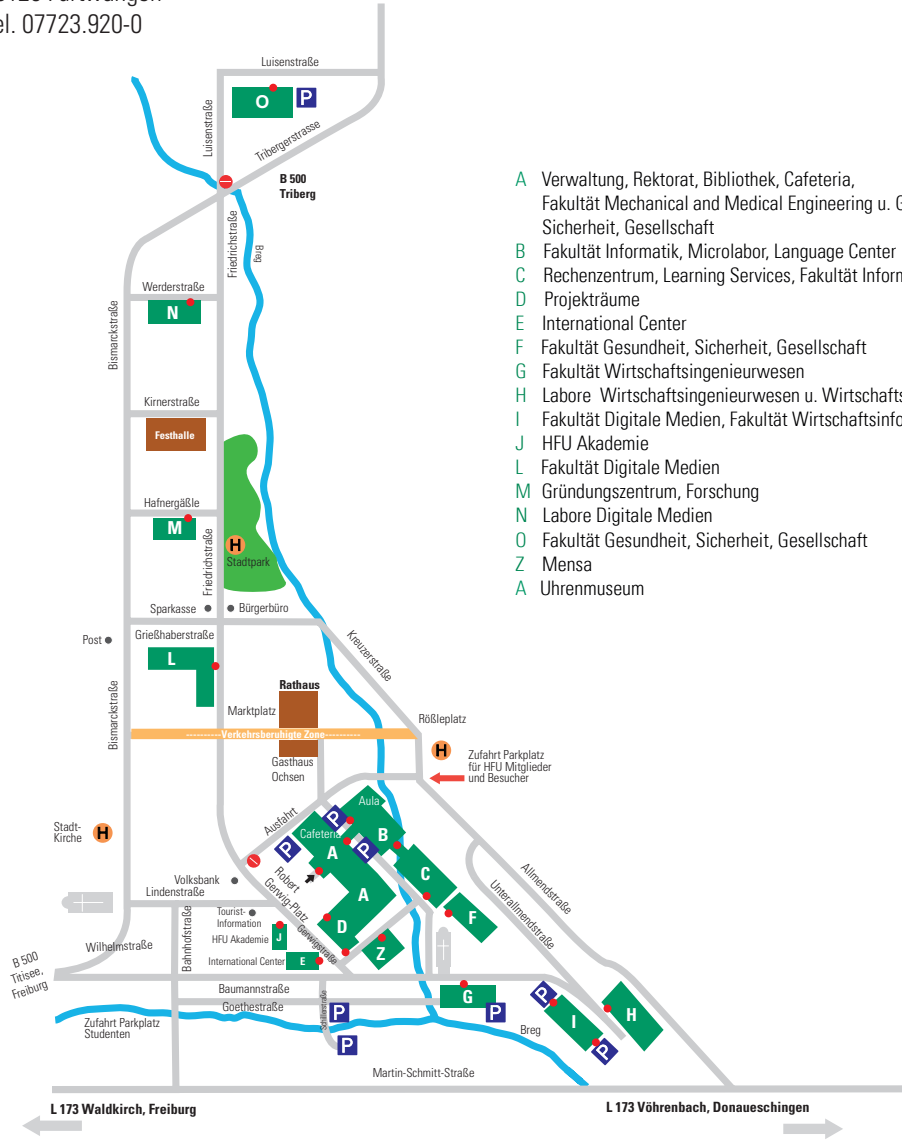 el. 07723.920-0
Luisenstraße
O
P
Luisenstraße
Tribergerstrasse
B 500
Triberg
Friedrichstraße
Breg
A Verwaltung, Rektorat, Bibliothek, Cafeteria,
Fakultät Mechanical and Medical Engineering u. G
Sicherheit, Gesellschaft
B Fakultät Informatik, Microlabor, Language Center
C Rechenzentrum, Learning Services, Fakultät Inform
D Projekträume
E International Center
F Fakultät Gesundheit, Sicherheit, Gesellschaft
G Fakultät Wirtschaftsingenieurwesen
H Labore Wirtschaftsingenieurwesen u. Wirtschafts
I Fakultät Digitale Medien, Fakultät Wirtschaftsinfo
J HFU Akademie
L Fakultät Digitale Medien
M Gründungszentrum, Forschung
N Labore Digitale Medien
O Fakultät Gesundheit, Sicherheit, Gesellschaft
Z Mensa
A Uhrenmuseum
Werderstraße
N
Bismarckstraße
Kirnerstraße
Festhalle
Hafnergäßle
M
Friedrichstraße
H
Stadtpark
Sparkasse
Bürgerbüro
Post
Grießhaberstraße
L
Kreuzerstraße
Bismarckstraße
Rathaus
Marktplatz
Rößleplatz
----------Verkehrsberuhigte Zone----------
H
Gasthaus
Ochsen
Zufahrt Parkplatz
für HFU Mitglieder
und Besucher
Stadt-
Kirche
H
Ausfahrt
Aula
P
Cafeteria
B
P
P
A
A
C
F
D
Z
Robert
Gerwig-Platz
Gerwigstraße
Allmendstraße
Unterallmendstraße
Volksbank
Lindenstraße
Bahnhofstraße
Tourist-
Information
HFU Akademie
J
International Center
E
Wilhelmstraße
B 500
Titisee,
Freiburg
Baumannstraße
Goethestraße
Schillerstraße
P
P
G
P
P
I
P
H
Breg
Zufahrt Parkplatz
Studenten
Martin-Schmitt-Straße
L 173 Waldkirch, Freiburg
L 173 Vöhrenbach, Donaueschingen